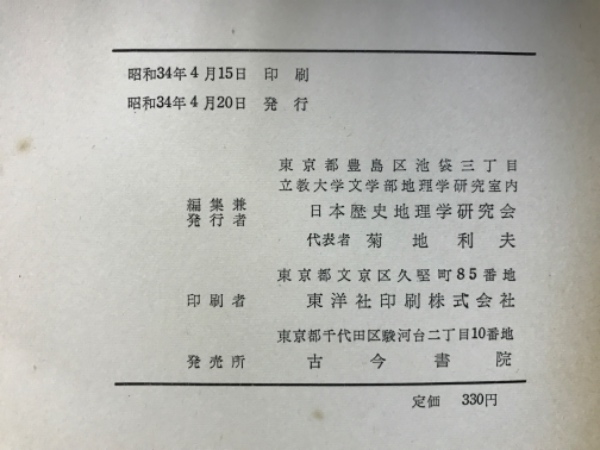 昭和34年4月15日 印刷
昭和34年4月20日 発行
東京都豊島区池袋三丁目
立教大学文学部地理学研究室内
編集兼
発行者
日本歴史地理学研究会
代表者 菊地利夫
東京都文京区久堅町85番地
印刷者 東洋社印刷株式会社
東京都千代田区駿河台二丁目10番地
発売所 古今書院
定価 330円